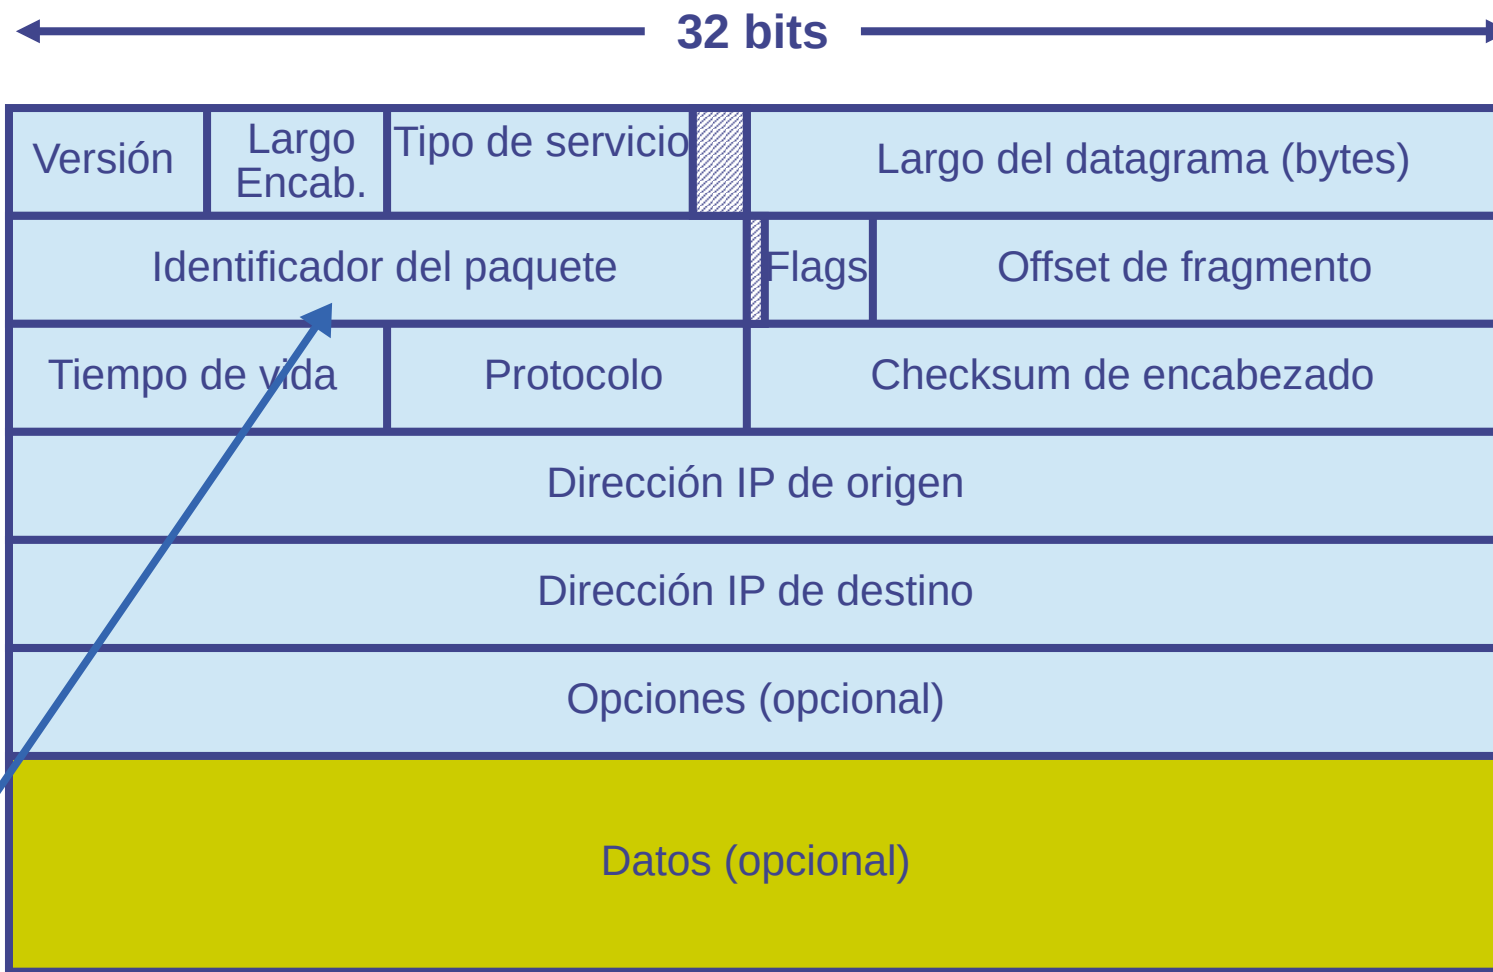 32 bits
Versión
Largo
Encab.
Tipo de servicio
Largo del datagrama (bytes)
Identificador del paquete
Flags
Offset de fragmento
Tiempo de vida
Protocolo
Checksum de encabezado
Dirección IP de origen
Dirección IP de destino
Opciones (opcional)
Datos (opcional)